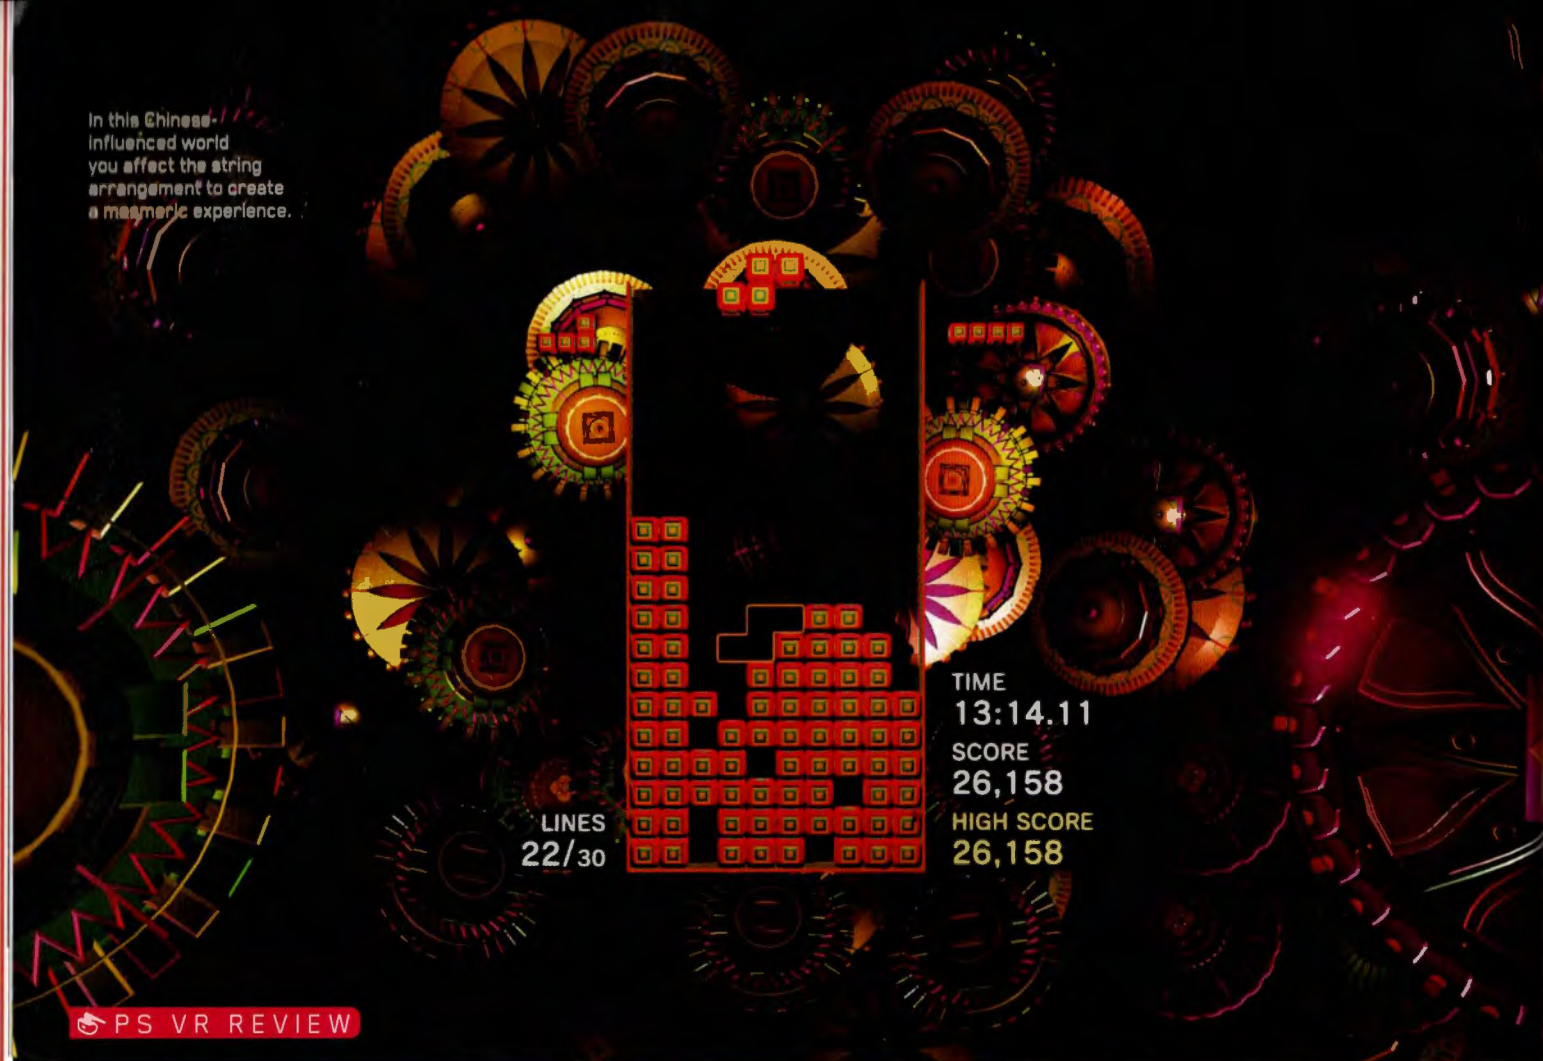 In this Chinese-
influenced world
you affect the string
arrangement to create
a mesmeric experience.
TIME
13:14.11
SCORE
26,158
HIGH SCORE
26,158
LINES
22/30
PS VR REVIEW